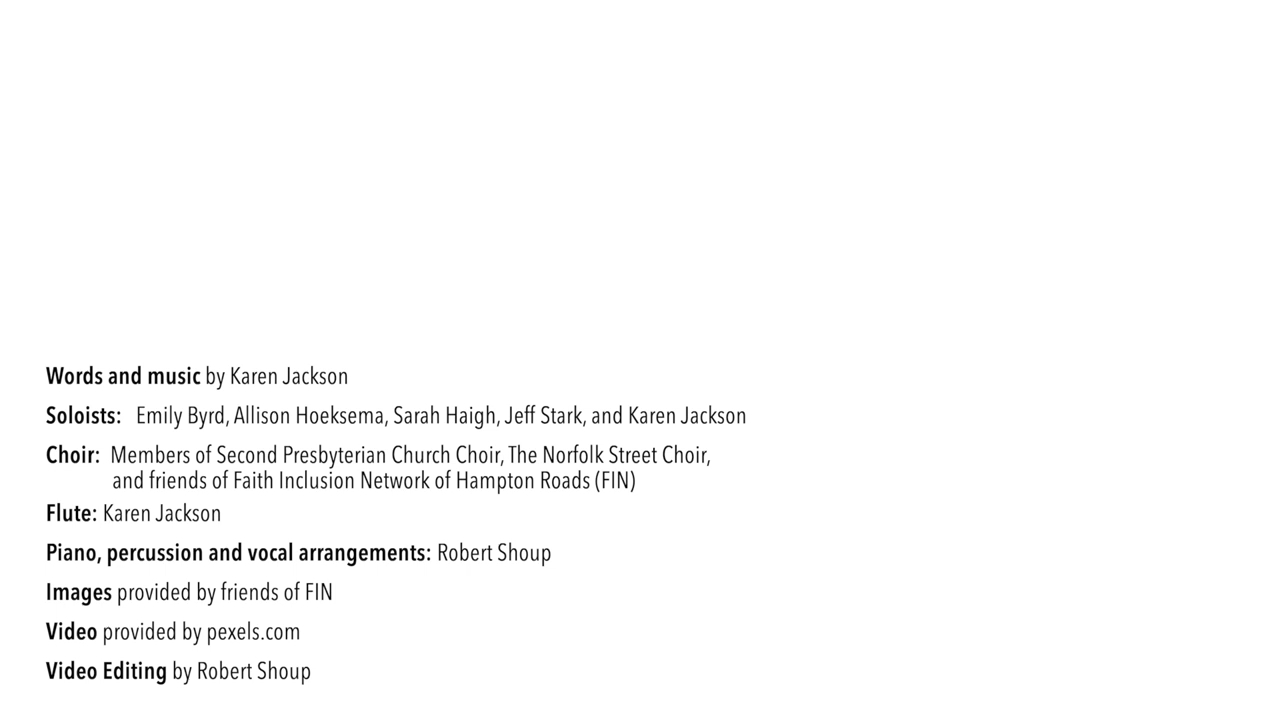 Words and music by Karen Jackson
Soloists: Emily Byrd, Allison Hoeksema, Sarah Haigh, Jeff Stark, and Karen Jackson
Choir: Members of Second Presbyterian Church Choir, The Norfolk Street Choir,
and friends of Faith Inclusion Network of Hampton Roads (FIN)
Flute: Karen Jackson
Piano, percussion and vocal arrangements: Robert Shoup
Images provided by friends of FIN
Video provided by pexels.com
Video Editing by Robert Shoup